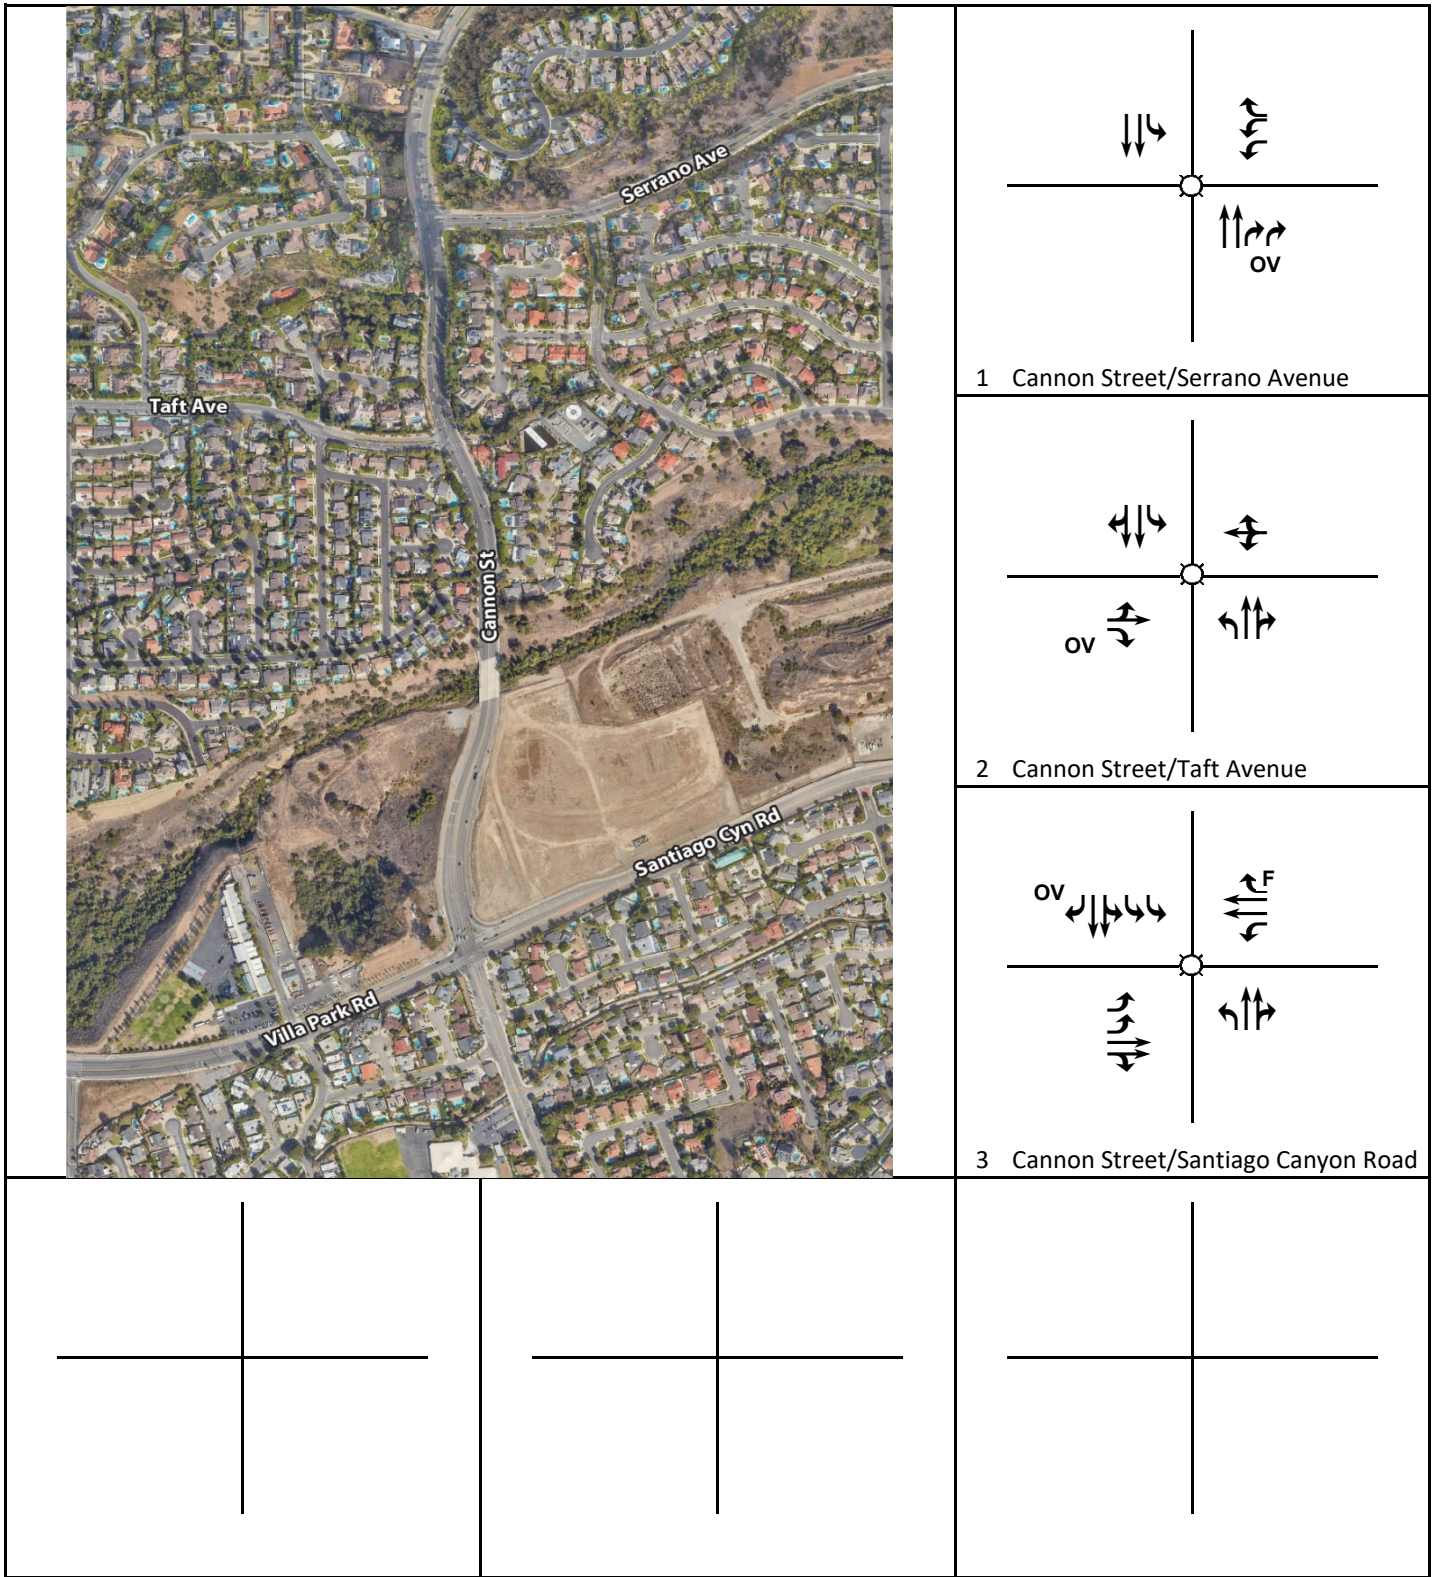 Serrano Ave
Taft Ave
Cannon St
Santiago Cyn Rd
Villa Park Rd
OV
1 Cannon Street/Serrano Avenue
OV
2 Cannon Street/Taft Avenue
OV
F
3 Cannon Street/Santiago Canyon Road